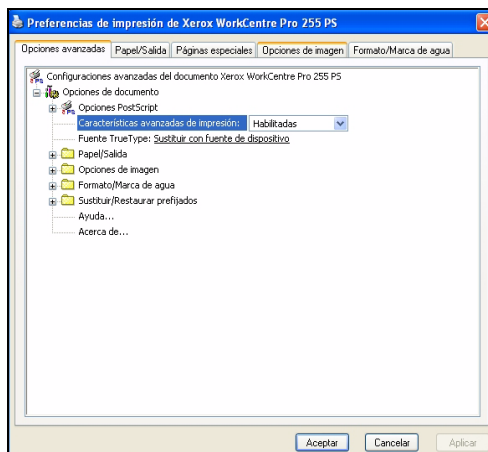 Preferencias de impresión de Xerox WorkCentre Pro 255 PS
Opciones avanzadas Papel/Salida Páginas especiales Opciones de imagen Formato/Marca de agua
Configuraciones avanzadas del documento Xerox WorkCentre Pro 255 PS
Opciones de documento
Opciones PostScript
Características avanzadas de impresión: Habilitadas
Fuente TrueType: Sustituir con fuente de dispositivo
Papel/Salida
Opciones de imagen
Formato/Marca de agua
Sustituir/Restaurar prefijados
Ayuda...
Acerca de...
Aceptar Cancelar Aplicar